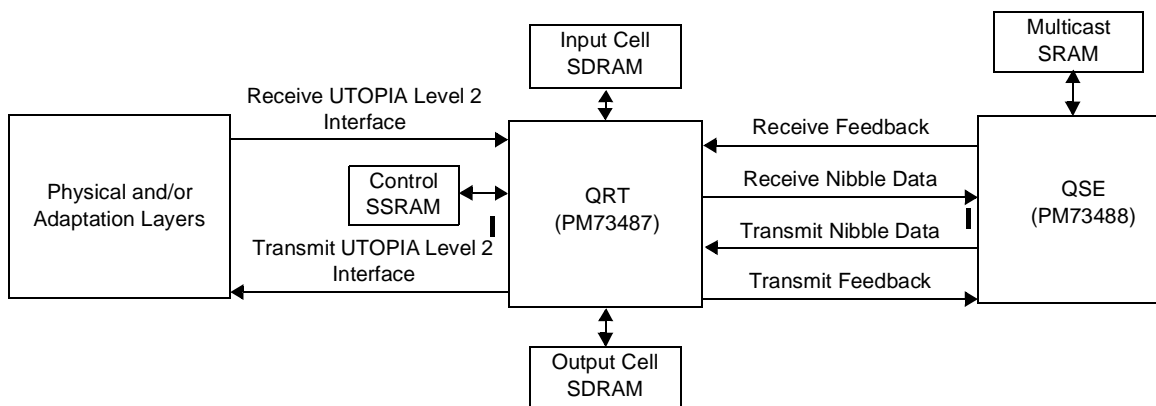 Input Cell
SDRAM
Multicast
SRAM
Receive UTOPIA Level 2
Interface
Physical and/or
Adaptation Layers
Control
SSRAM
QRT
(PM73487)
Receive Feedback
Receive Nibble Data
Transmit Nibble Data
Transmit Feedback
QSE
(PM73488)
Transmit UTOPIA Level 2
Interface
Output Cell
SDRAM